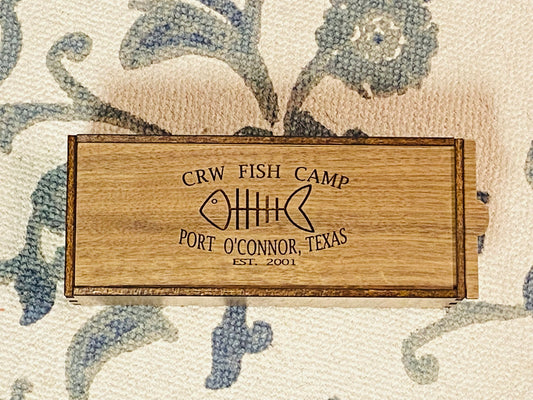 CRW FISH CAMP
PORT O'CONNOR, TEXAS
EST. 2001